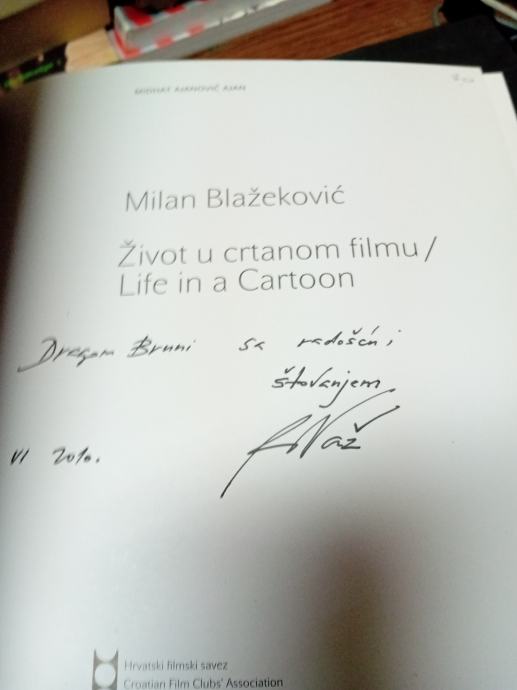 MIDHAT AJANOVIĆ AJAN
Milan Blažeković
Život u crtanom filmu /
Life in a Cartoon
Dragom Bruni sa
štovanjem
VI 2010.
Hrvatski filmski savez
Croatian Film Clubs' Association